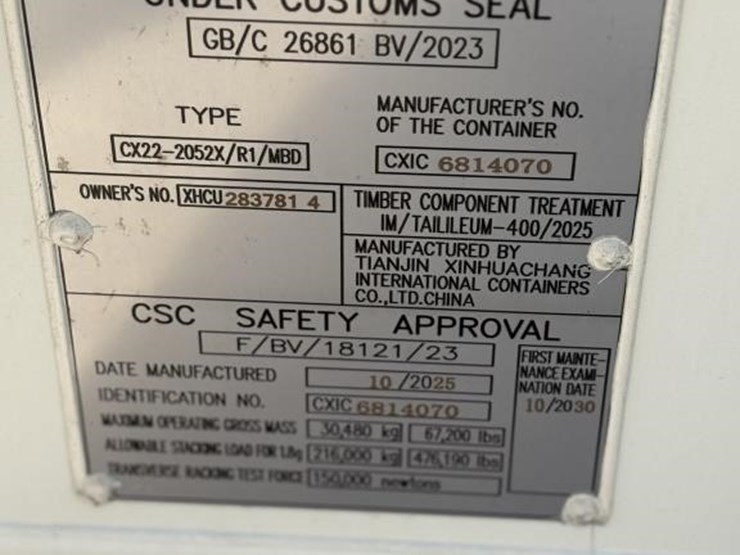 UNDER CUSTOMS SEAL
GB/C 26861 BV/2023
TYPE
CX22-2052X/R1/MBD
MANUFACTURER'S NO.
OF THE CONTAINER
CXIC 6814070
OWNER'S NO. XHCU 283781 4
TIMBER COMPONENT TREATMENT
IM/TAILILEUM-400/2025
MANUFACTURED BY
TIANJIN XINHUACHANG
INTERNATIONAL CONTAINERS
CO.,LTD.CHINA
CSC SAFETY APPROVAL
F/BV/18121/23
DATE MANUFACTURED 10/2025
IDENTIFICATION NO. CXIC 6814070
MAXIMUM OPERATING GROSS MASS 30,480 kg 67,200 lbs
ALLOWABLE STACKING LOAD FOR 1.8g 216,000 kg 476,190 lbs
TRANSVERSE RACKING TEST FORCE 150,000 newtons
FIRST MAINTE-
NANCE EXAMI-
NATION DATE
10/2030